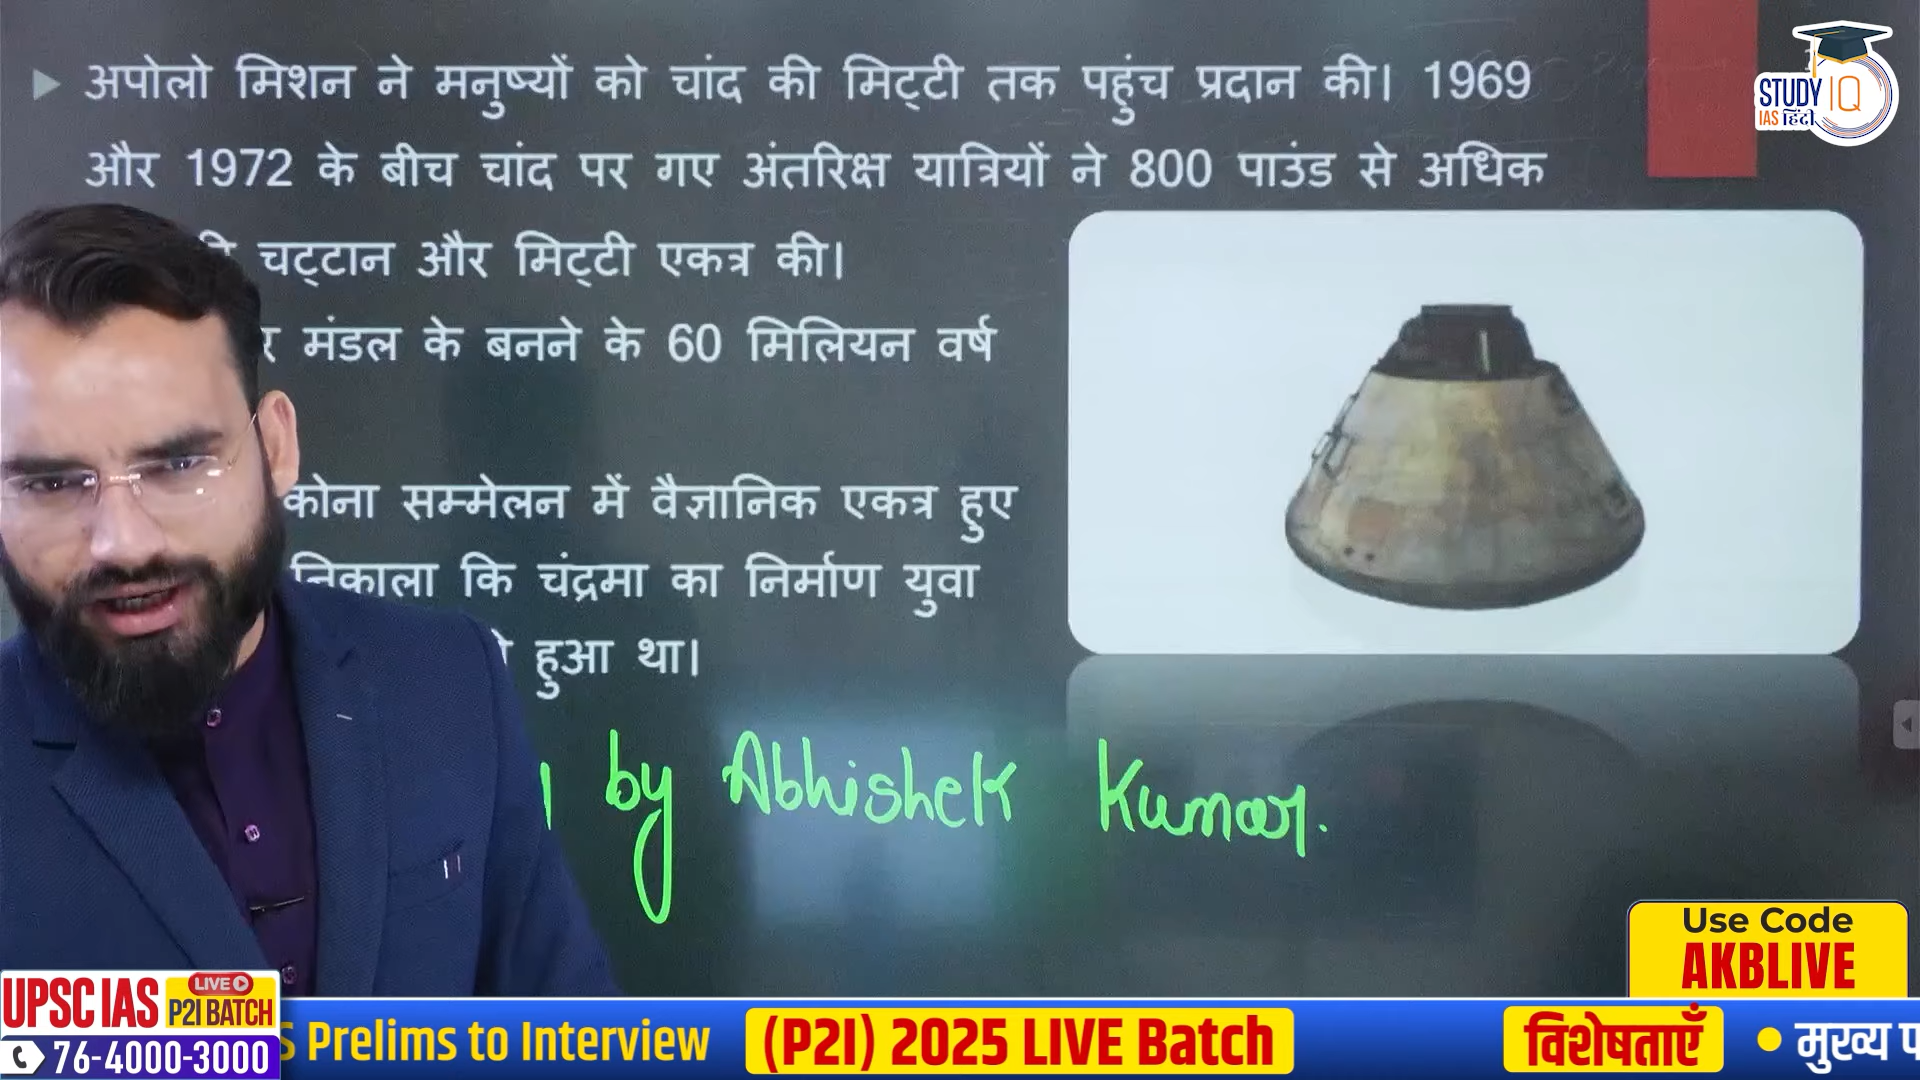 अपोलो मिशन ने मनुष्यों को चांद की मिट्टी तक पहुंच प्रदान की। 1969
और 1972 के बीच चांद पर गए अंतरिक्ष यात्रियों ने 800 पाउंड से अधिक
चट्टान और मिट्टी एकत्र की।
मंडल के बनने के 60 मिलियन वर्ष
सम्मेलन में वैज्ञानिक एकत्र हुए
निकाला कि चंद्रमा का निर्माण युवा
हुआ था।
by Abhishek Kumar.
STUDY IQ
IAS हिंदी
Use Code
AKBLIVE
UPSC IAS LIVE
P2I BATCH
76-4000-3000
S Prelims to Interview (P2I) 2025 LIVE Batch विशेषताएँ • मुख्य